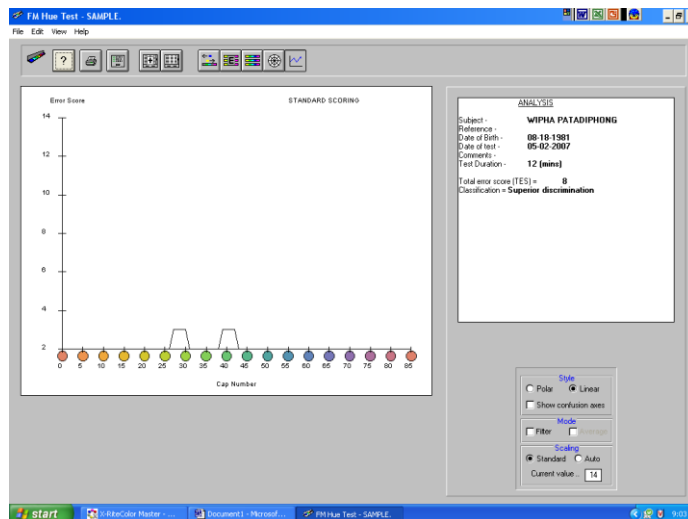 FM Hue Test - SAMPLE.
File Edit View Help
Error Score STANDARD SCORING
14
12
10
8
6
4
2
0 5 10 15 20 25 30 35 40 45 50 55 60 65 70 75 80 85
Cap Number
ANALYSIS
Subject - WIPHA PATADIPHONG
Reference -
Date of Birth - 08-18-1981
Date of test - 05-02-2007
Comments -
Test Duration - 12 (mins)
Total error score (TES) = 8
Classification = Superior discrimination
Style
Polar Linear
Show confusion axes
Mode
Filter Average
Scaling
Standard Auto
Current value .. 14
start X-RiteColor Master - ... Document1 - Microsof... FM Hue Test - SAMPLE. 9:03